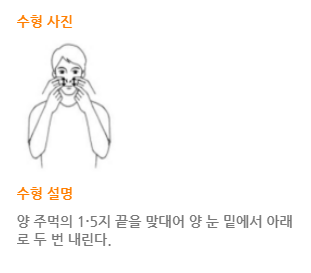 수형 사진
수형 설명
양 주먹의 1·5지 끝을 맞대어 양 눈 밑에서 아래
로 두 번 내린다.